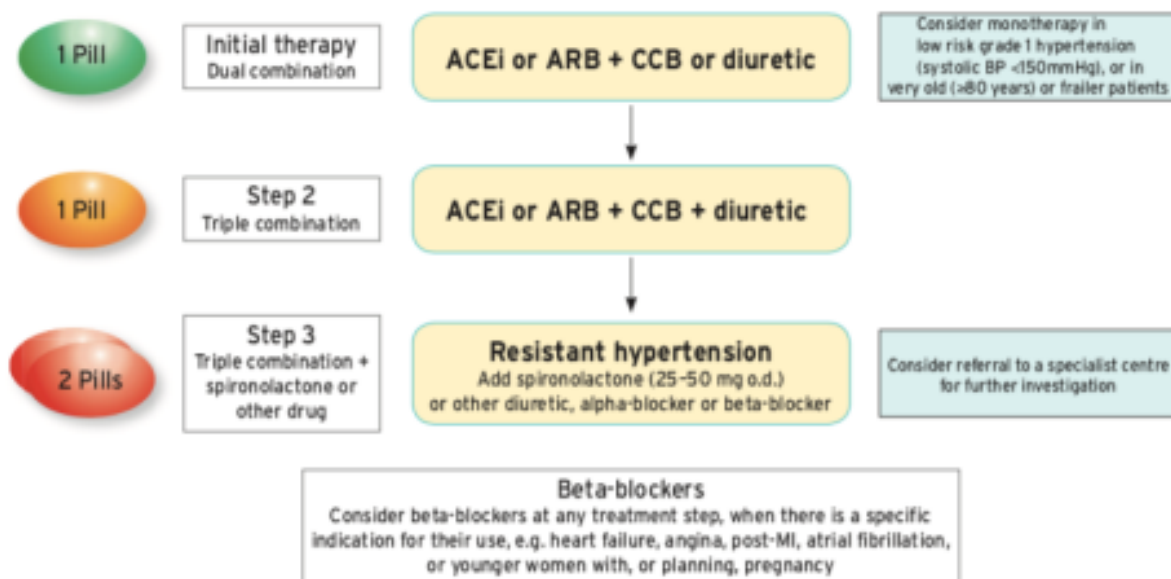 1 Pill
Initial therapy
Dual combination
ACEi or ARB + CCB or diuretic
Consider monotherapy in
low risk grade 1 hypertension
(systolic BP <150mmHg), or in
very old (≥80 years) or frailer patients
1 Pill
Step 2
Triple combination
ACEi or ARB + CCB + diuretic
2 Pills
Step 3
Triple combination +
spironolactone or
other drug
Resistant hypertension
Add spironolactone (25-50 mg o.d.)
or other diuretic, alpha-blocker or beta-blocker
Consider referral to a specialist centre
for further investigation
Beta-blockers
Consider beta-blockers at any treatment step, when there is a specific
indication for their use, e.g. heart failure, angina, post-MI, atrial fibrillation,
or younger women with, or planning, pregnancy